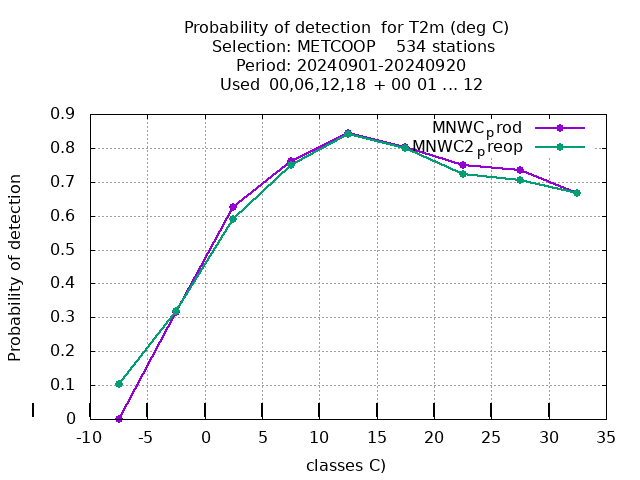 Probability of detection  for T2m (deg C)
Selection: METCOOP    534 stations
Period: 20240901-20240920
Used  00,06,12,18 + 00 01 ... 12
MNWCprod
MNWC2preop
Probability of detection
0.9
0.8
0.7
0.6
0.5
0.4
0.3
0.2
0.1
0
-10 -5 0 5 10 15 20 25 30 35
classes C)